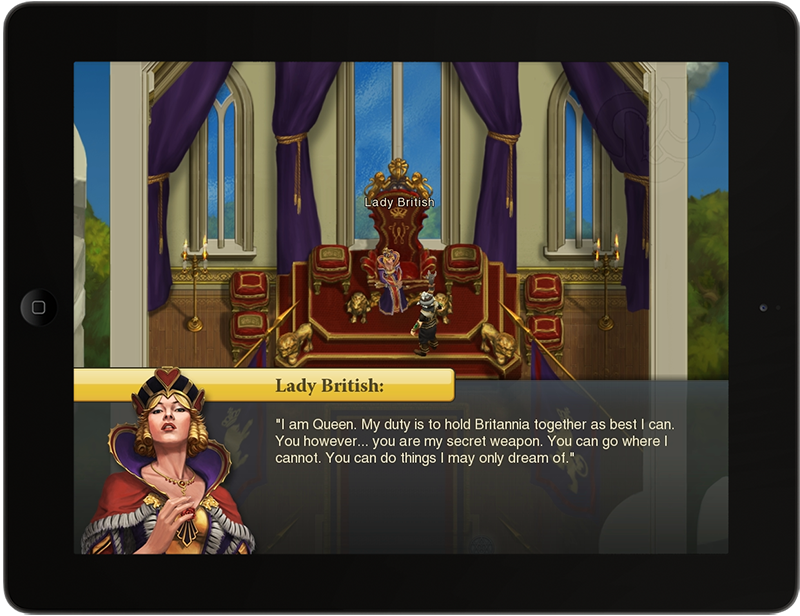 Lady British
Lady British:
"I am Queen. My duty is to hold Britannia together as best I can.
You however... you are my secret weapon. You can go where I
cannot. You can do things I may only dream of."